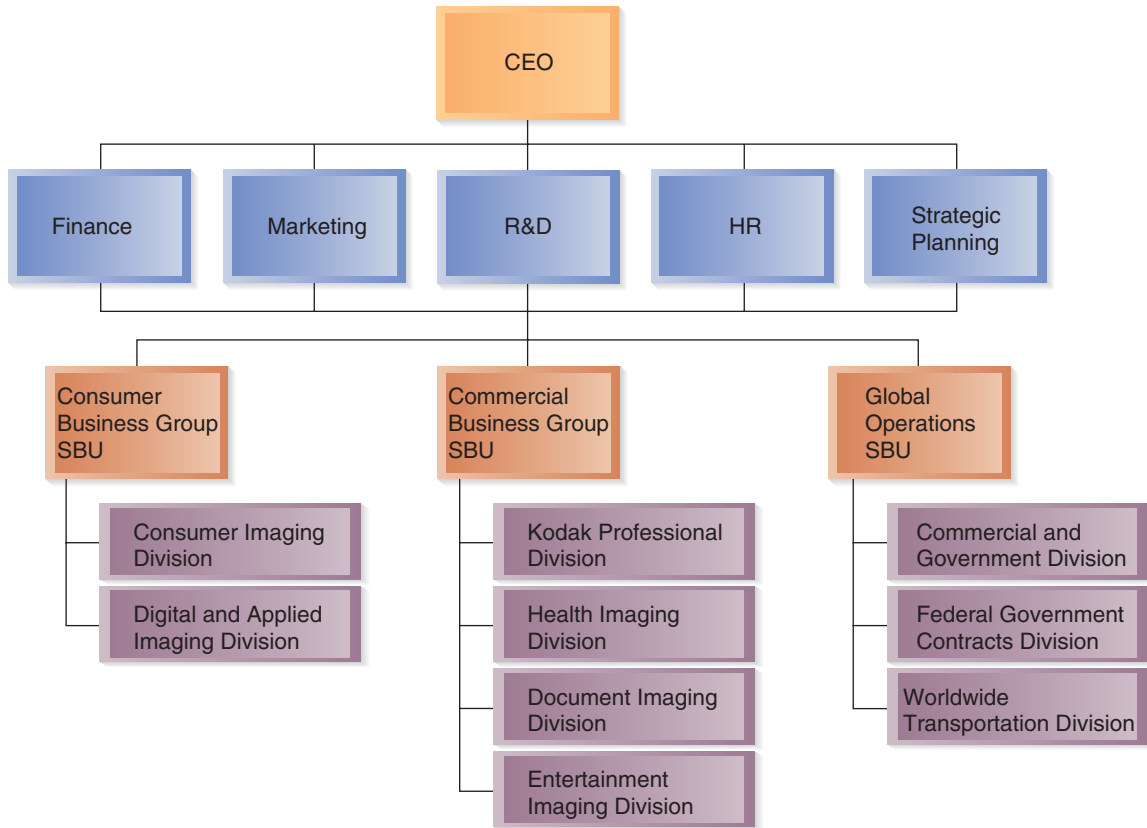 CEO
Finance
Marketing
R&D
HR
Strategic
Planning
Consumer
Business Group
SBU
Consumer Imaging
Division
Digital and Applied
Imaging Division
Commercial
Business Group
SBU
Kodak Professional
Division
Health Imaging
Division
Document Imaging
Division
Entertainment
Imaging Division
Global
Operations
SBU
Commercial and
Government Division
Federal Government
Contracts Division
Worldwide
Transportation Division